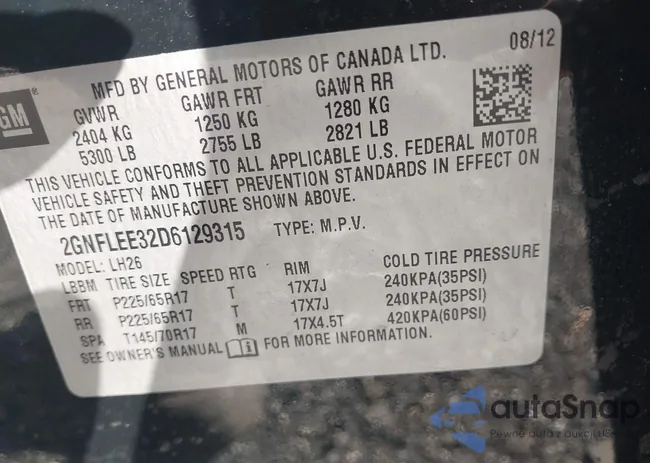 08/12
MFD BY GENERAL MOTORS OF CANADA LTD.
GM®
GVWR GAWR FRT GAWR RR
2404 KG 1250 KG 1280 KG
5300 LB 2755 LB 2821 LB
THIS VEHICLE CONFORMS TO ALL APPLICABLE U.S. FEDERAL MOTOR
VEHICLE SAFETY AND THEFT PREVENTION STANDARDS IN EFFECT ON
THE DATE OF MANUFACTURE SHOWN ABOVE.
2GNFLEE32D6129315 TYPE: M.P.V.
MODEL: LH26
LBBM TIRE SIZE SPEED RTG RIM COLD TIRE PRESSURE
FRT P225/65R17 T 17X7J 240KPA(35PSI)
RR P225/65R17 T 17X7J 240KPA(35PSI)
SPA T145/70R17 M 17X4.5T 420KPA(60PSI)
SEE OWNER'S MANUAL FOR MORE INFORMATION.
autoSnap
Pewne auta z aukcji USA